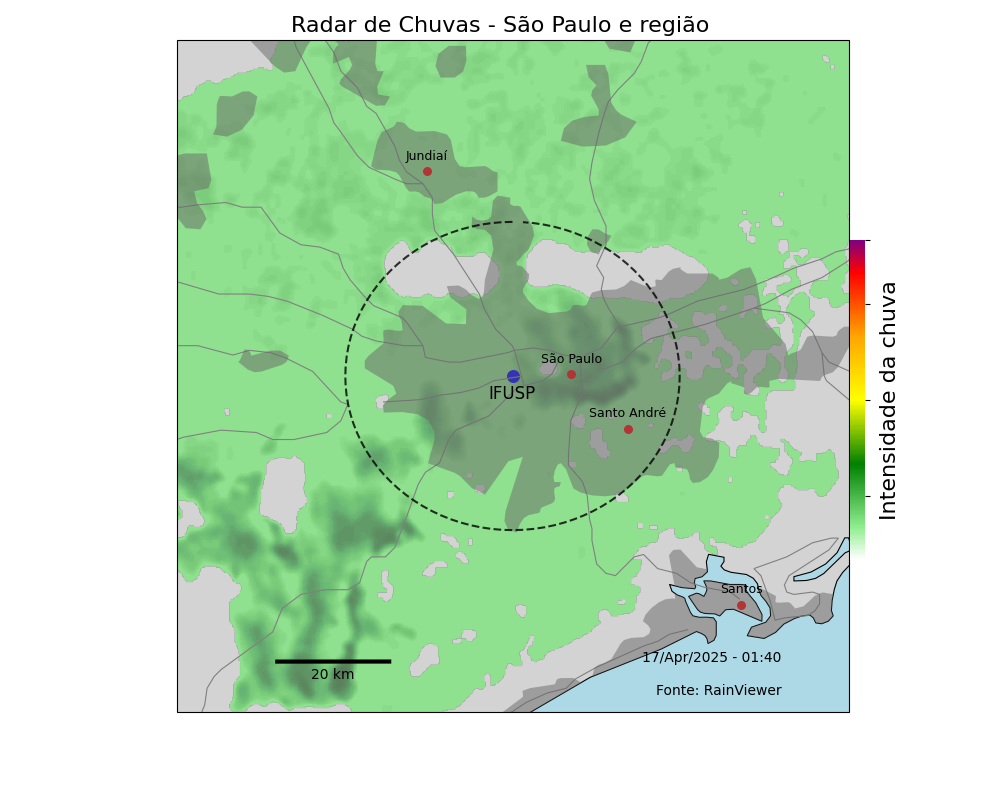 Radar de Chuvas - São Paulo e região
Jundiaí
São Paulo
IFUSP
Santo André
Intensidade da chuva
Santos
17/Apr/2025 - 01:40
20 km
Fonte: RainViewer